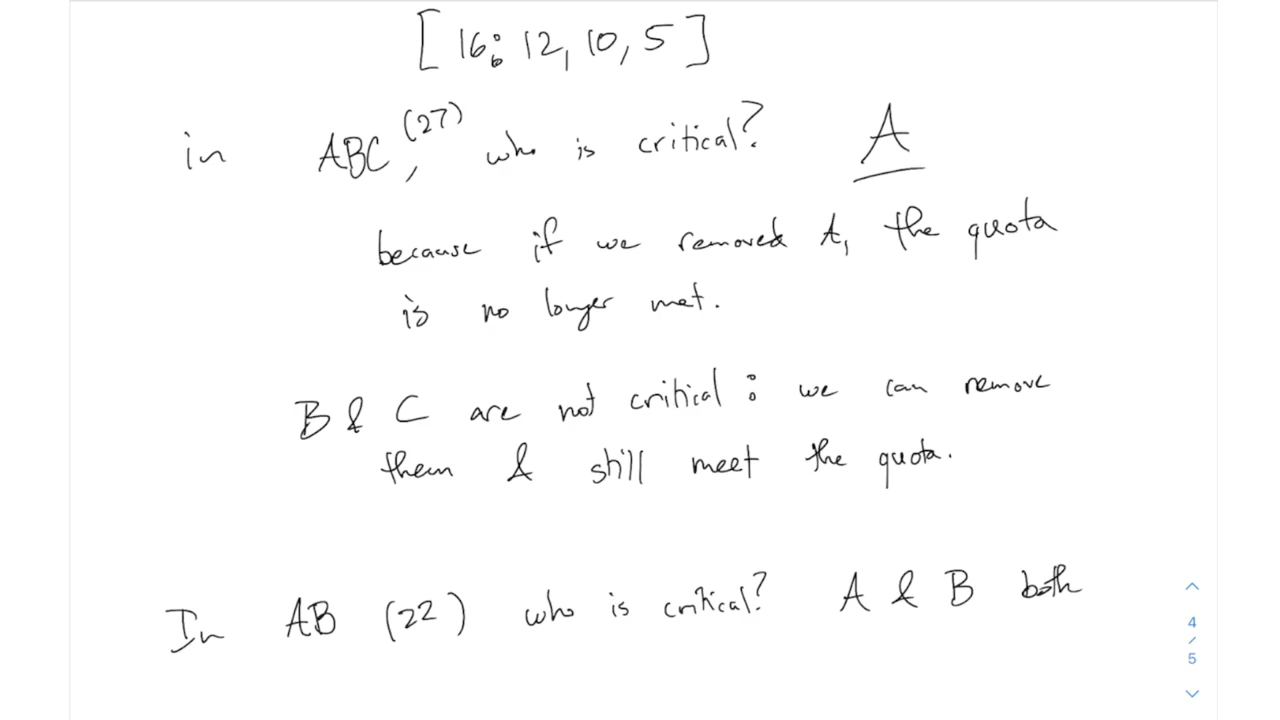 [16: 12, 10, 5]
in ABC, (27) who is critical? A
because if we removed A, the quota
is no longer met.
B & C are not critical: we can remove
them & still meet the quota.
In AB (22) who is critical? A & B both
4
/
5